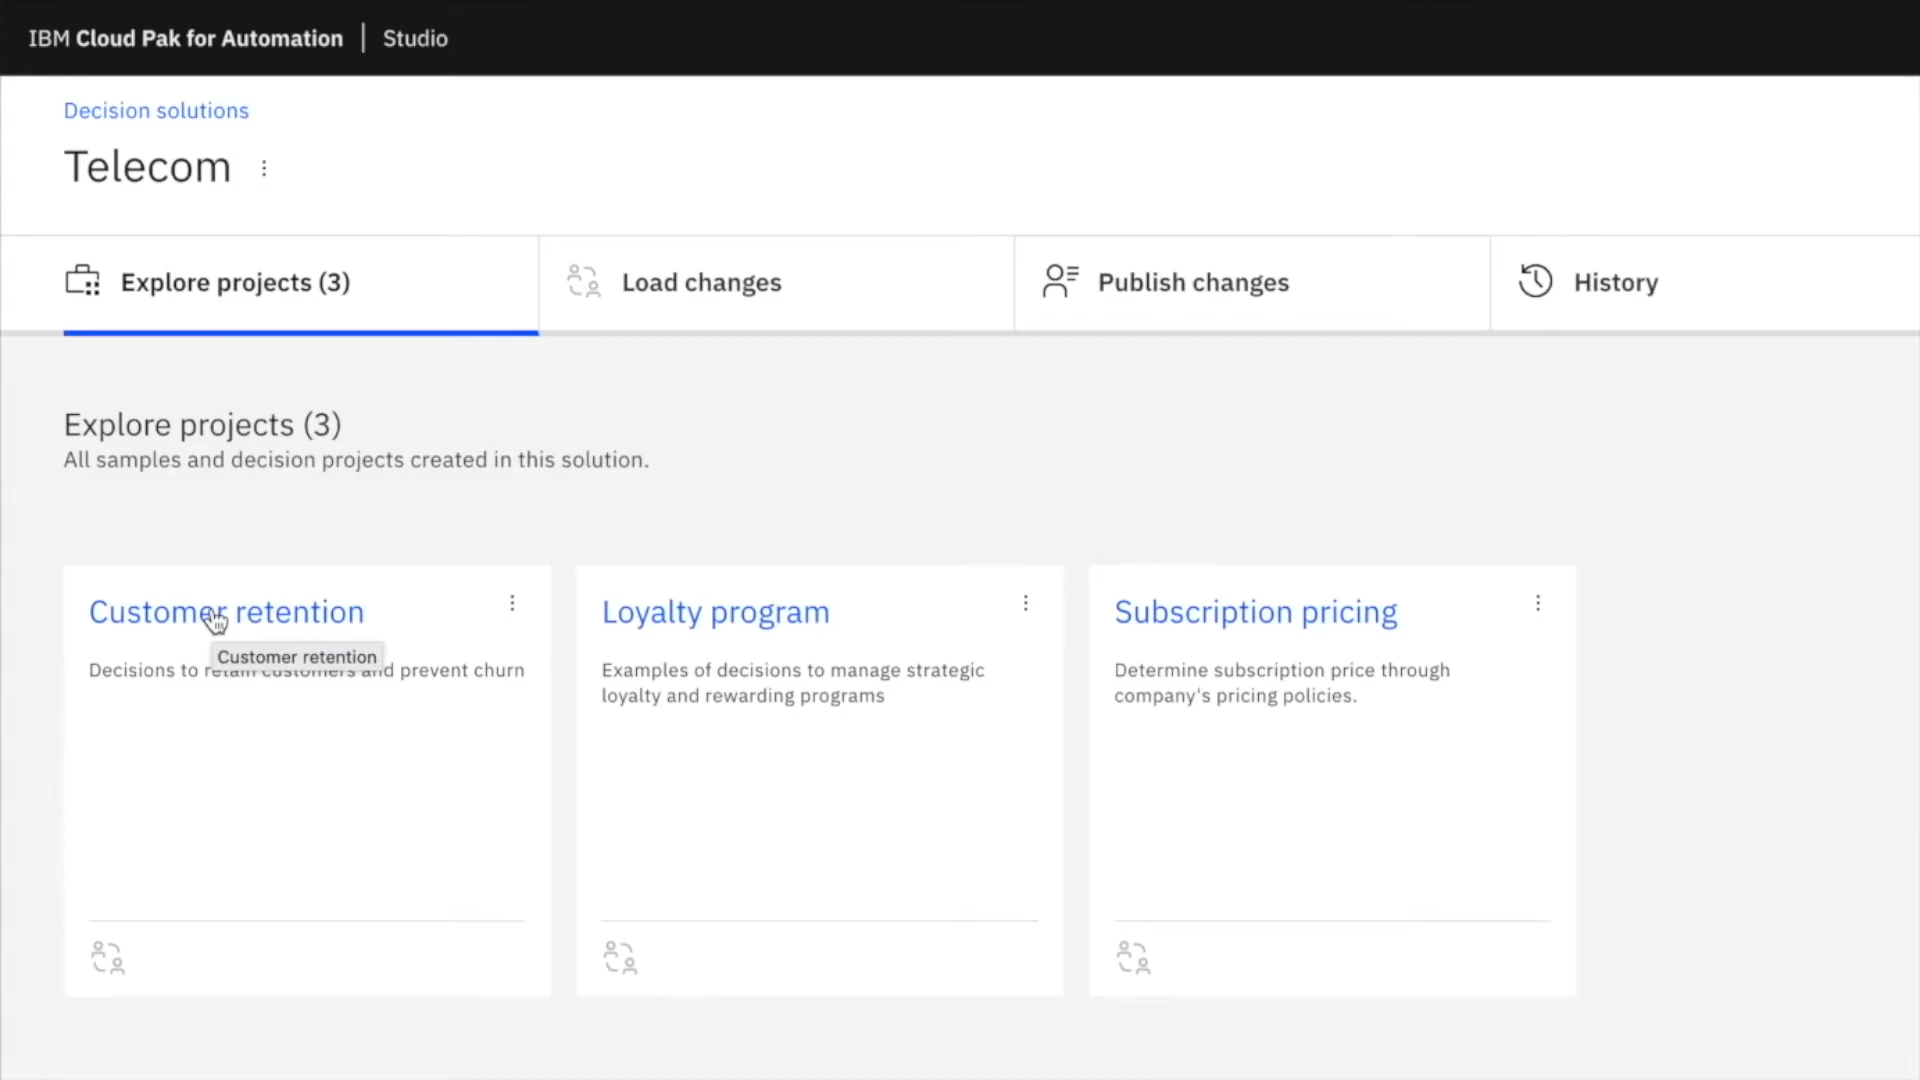 IBM Cloud Pak for Automation | Studio
Decision solutions
Telecom
Explore projects (3)
Load changes
Publish changes
History
Explore projects (3)
All samples and decision projects created in this solution.
Customer retention
Customer retention
Decisions to retain customers and prevent churn
Loyalty program
Examples of decisions to manage strategic
loyalty and rewarding programs
Subscription pricing
Determine subscription price through
company's pricing policies.